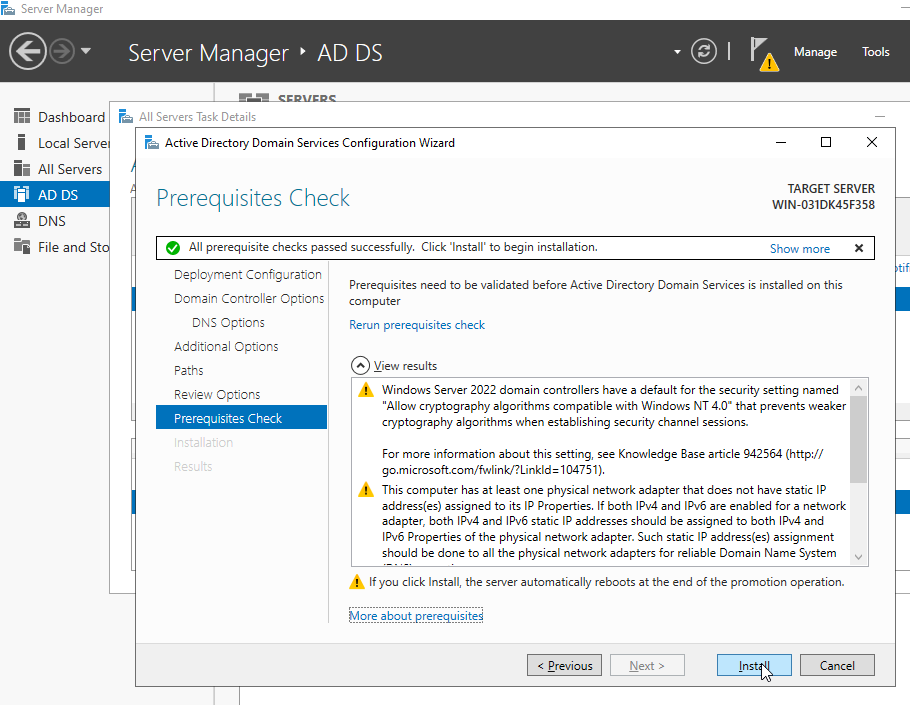 Server Manager
Server Manager • AD DS
Manage
Tools
SERVERS
Dashboard
Local Server
All Servers
AD DS
DNS
File and Sto
All Servers Task Details
Active Directory Domain Services Configuration Wizard
Prerequisites Check
TARGET SERVER
WIN-031DK45F358
All prerequisite checks passed successfully. Click 'Install' to begin installation.
Show more
Deployment Configuration
Domain Controller Options
DNS Options
Additional Options
Paths
Review Options
Prerequisites Check
Installation
Results
Prerequisites need to be validated before Active Directory Domain Services is installed on this
computer
Rerun prerequisites check
View results
Windows Server 2022 domain controllers have a default for the security setting named
"Allow cryptography algorithms compatible with Windows NT 4.0" that prevents weaker
cryptography algorithms when establishing security channel sessions.
For more information about this setting, see Knowledge Base article 942564 (http://
go.microsoft.com/fwlink/?LinkId=104751).
This computer has at least one physical network adapter that does not have static IP
address(es) assigned to its IP Properties. If both IPv4 and IPv6 are enabled for a network
adapter, both IPv4 and IPv6 static IP addresses should be assigned to both IPv4 and
IPv6 Properties of the physical network adapter. Such static IP address(es) assignment
should be done to all the physical network adapters for reliable Domain Name System
If you click Install, the server automatically reboots at the end of the promotion operation.
More about prerequisites
< Previous
Next >
Install
Cancel